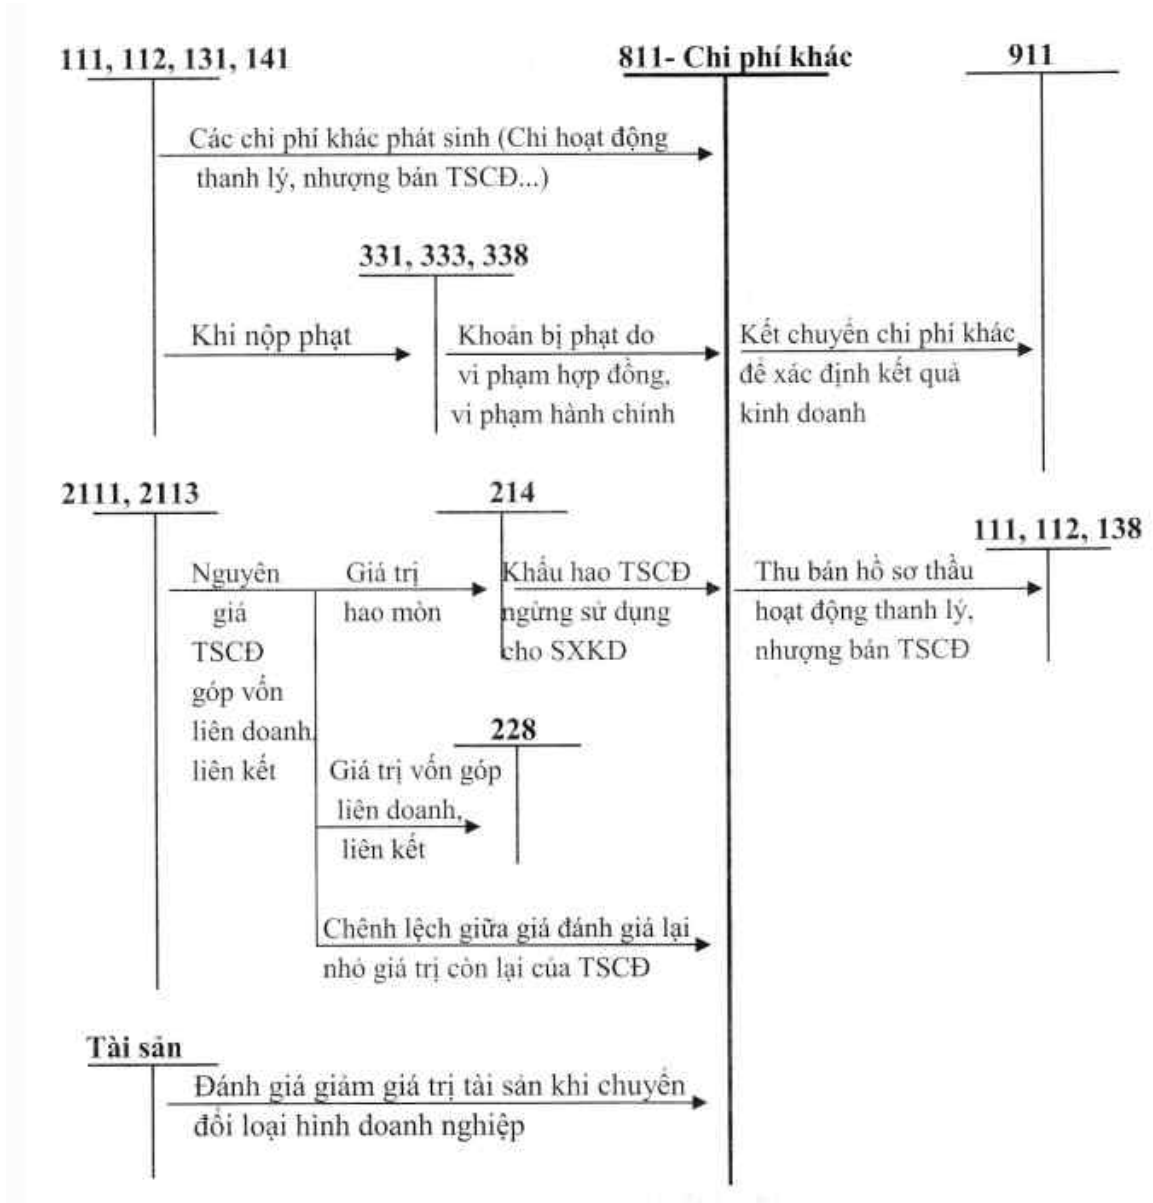 111, 112, 131, 141
811- Chi phí khác
911
Các chi phí khác phát sinh (Chi hoạt động
thanh lý, nhượng bán TSCĐ...)
331, 333, 338
Khi nộp phạt
Khoản bị phạt do
vi phạm hợp đồng,
vi phạm hành chính
Kết chuyển chi phí khác
để xác định kết quả
kinh doanh
2111, 2113
214
111, 112, 138
Nguyên
giá
TSCĐ
góp vốn
liên doanh,
liên kết
Giá trị
hao mòn
Khấu hao TSCĐ
ngừng sử dụng
cho SXKD
Thu bán hồ sơ thầu
hoạt động thanh lý,
nhượng bán TSCĐ
228
Giá trị vốn góp
liên doanh,
liên kết
Chênh lệch giữa giá đánh giá lại
nhỏ giá trị còn lại của TSCĐ
Tài sản
Đánh giá giảm giá trị tài sản khi chuyển
đổi loại hình doanh nghiệp